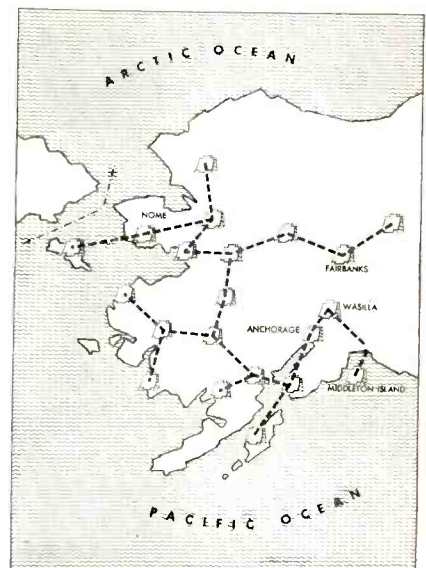 ARCTIC OCEAN
NOME
FAIRBANKS
WASILLA
ANCHORAGE
MIDDLETON ISLAND
PACIFIC OCEAN